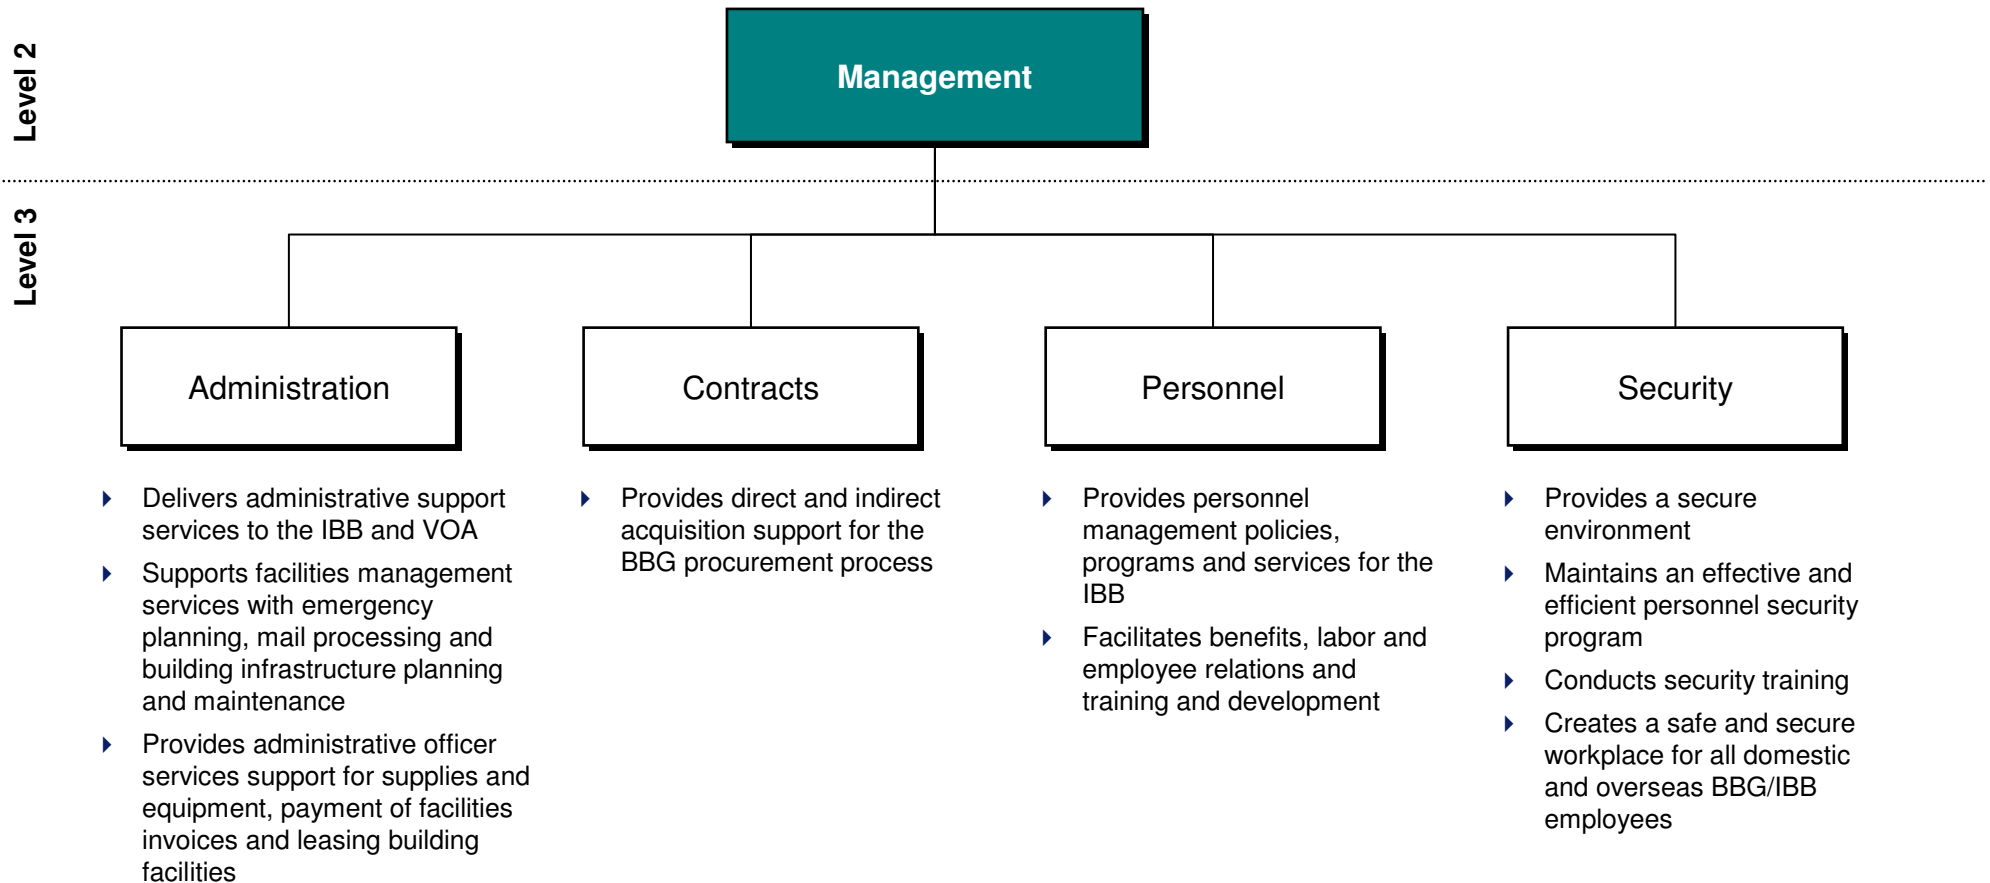 Level 2
Management
Level 3
Administration
Contracts
Personnel
Security
Delivers administrative support
services to the IBB and VOA
Supports facilities management
services with emergency
planning, mail processing and
building infrastructure planning
and maintenance
Provides administrative officer
services support for supplies and
equipment, payment of facilities
invoices and leasing building
facilities
Provides direct and indirect
acquisition support for the
BBG procurement process
Provides personnel
management policies,
programs and services for the
IBB
Facilitates benefits, labor and
employee relations and
training and development
Provides a secure
environment
Maintains an effective and
efficient personnel security
program
Conducts security training
Creates a safe and secure
workplace for all domestic
and overseas BBG/IBB
employees